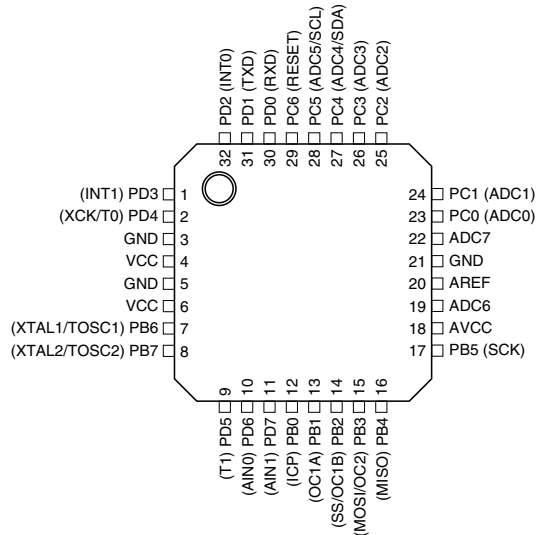 PD2 (INT0)
PD1 (TXD)
PD0 (RXD)
PC6 (RESET)
PC5 (ADC5/SCL)
PC4 (ADC4/SDA)
PC3 (ADC3)
PC2 (ADC2)
32
31
30
29
28
27
26
25
(INT1) PD3 1
(XCK/T0) PD4 2
GND 3
VCC 4
GND 5
VCC 6
(XTAL1/TOSC1) PB6 7
(XTAL2/TOSC2) PB7 8
24 PC1 (ADC1)
23 PC0 (ADC0)
22 ADC7
21 GND
20 AREF
19 ADC6
18 AVCC
17 PB5 (SCK)
9
10
11
12
13
14
15
16
(T1) PD5
(AIN0) PD6
(AIN1) PD7
(ICP) PB0
(OC1A) PB1
(SS/OC1B) PB2
(MOSI/OC2) PB3
(MISO) PB4